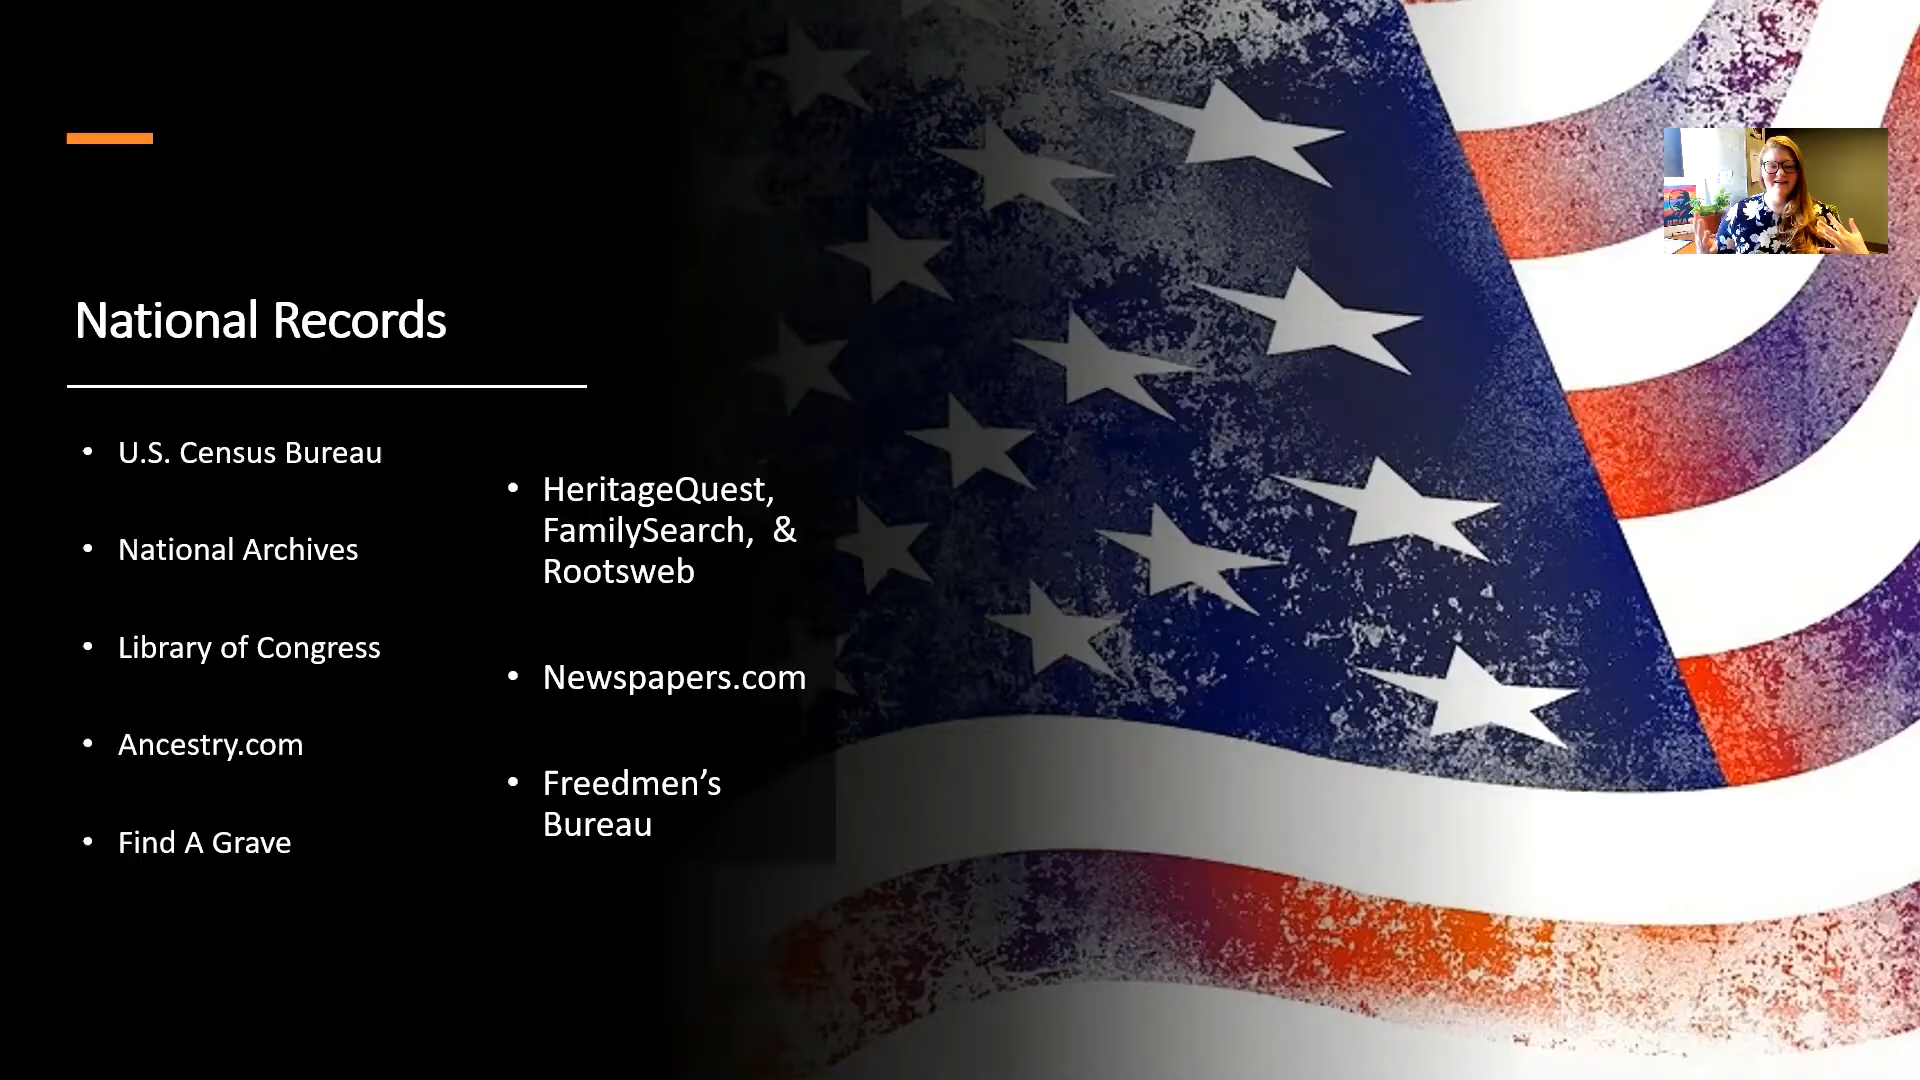 National Records
• U.S. Census Bureau
• National Archives
• Library of Congress
• Ancestry.com
• Find A Grave
• HeritageQuest,
FamilySearch, &
Rootsweb
• Newspapers.com
• Freedmen’s
Bureau